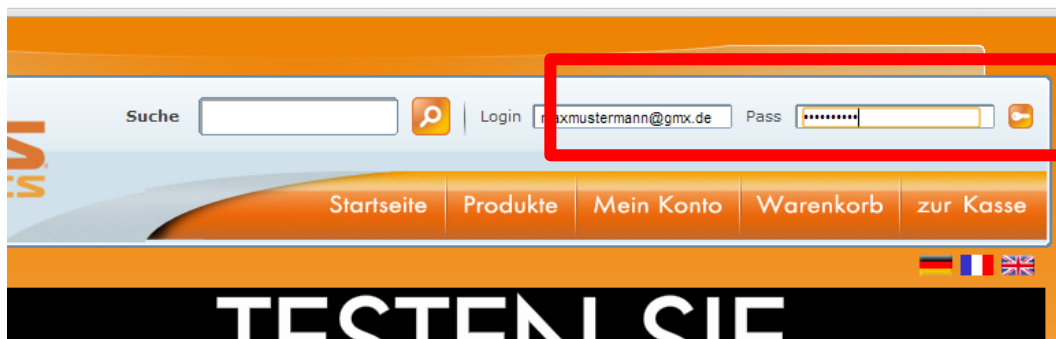 Suche
Login maxmustermann@gmx.de Pass ••••••••••
Startseite Produkte Mein Konto Warenkorb zur Kasse
TESTEN SIE